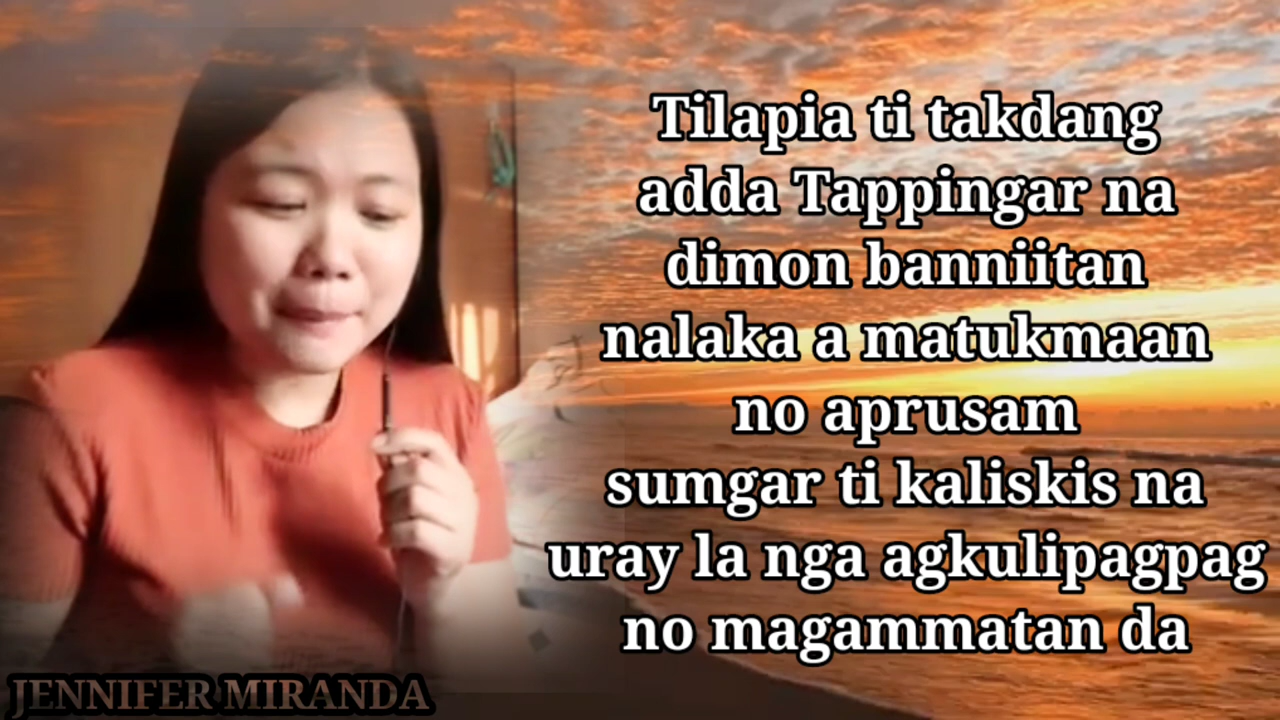 Tilapia ti takdang
adda Tappingar na
dimon banniitan
nalaka a matukmaan
no aprusam
sumgar ti kaliskis na
uray la nga agkulipagpag
no magammatan da
JENNIFER MIRANDA